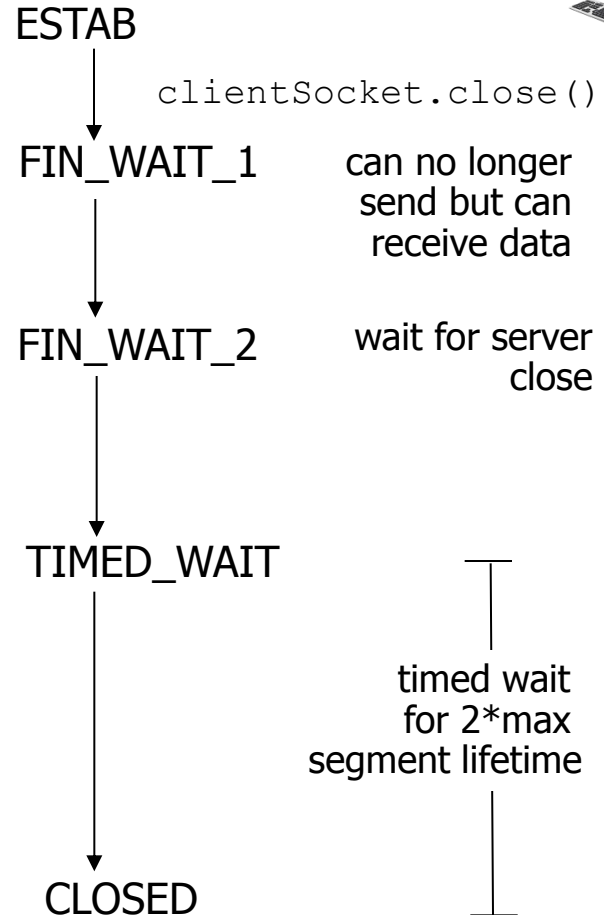 ESTAB
clientSocket.close()
FIN_WAIT_1
can no longer
send but can
receive data
FIN_WAIT_2
wait for server
close
TIMED_WAIT
timed wait
for 2*max
segment lifetime
CLOSED